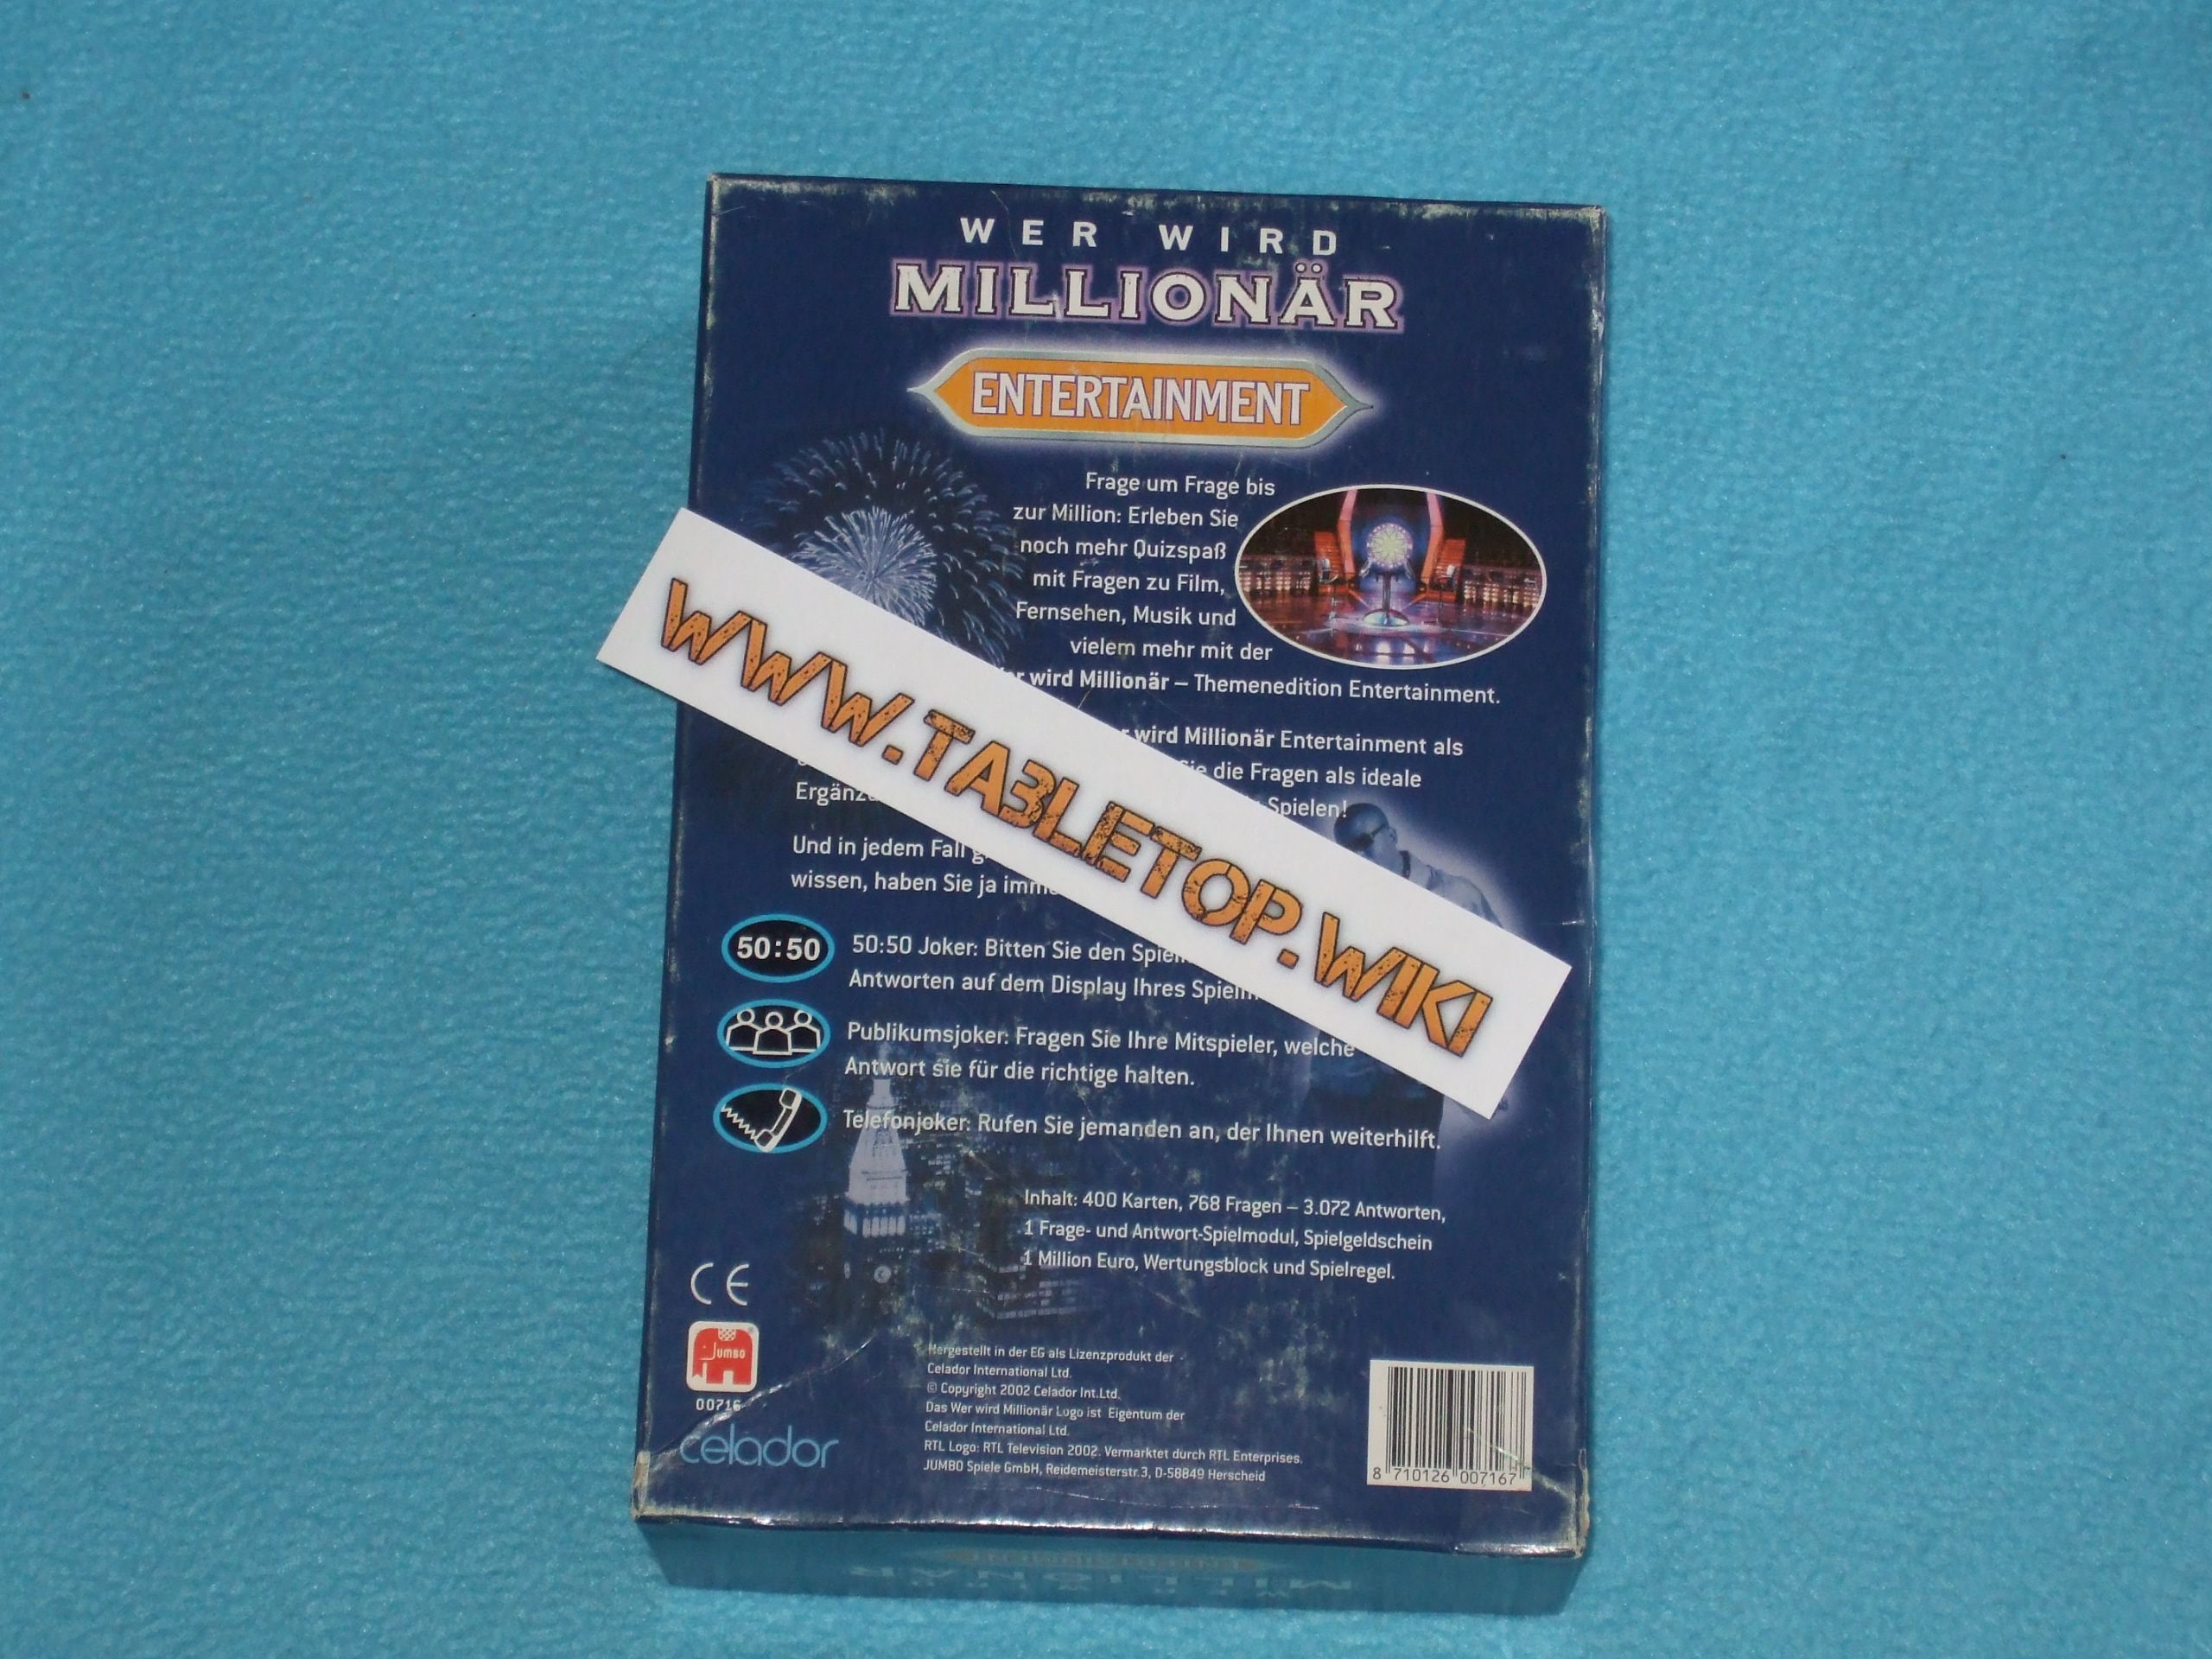 WER WIRD
MILLIONÄR
ENTERTAINMENT
Frage um Frage bis
zur Million: Erleben Sie
noch mehr Quizspaß
mit Fragen zu Film,
Fernsehen, Musik und
vielem mehr mit der
wird Millionär – Themenedition Entertainment.
wird Millionär Entertainment als
die Fragen als ideale
Spielen!
Und in jedem Fall
wissen, haben Sie ja
WWW.TABLETOP.WIKI
50:50
50:50 Joker: Bitten Sie den
Antworten auf dem Display Ihres
Publikumsjoker: Fragen Sie Ihre Mitspieler, welche
Antwort sie für die richtige halten.
Telefonjoker: Rufen Sie jemanden an, der Ihnen weiterhilft.
Inhalt: 400 Karten, 768 Fragen – 3.072 Antworten,
1 Frage- und Antwort-Spielmodul, Spielgeldschein
1 Million Euro, Wertungsblock und Spielregel.
CE
Jumbo
00716
celador
Hergestellt in der EG als Lizenzprodukt der
Celador International Ltd.
© Copyright 2002 Celador Int.Ltd.
Das Wer wird Millionär Logo ist Eigentum der
Celador International Ltd.
RTL Logo: RTL Television 2002. Vermarktet durch RTL Enterprises.
JUMBO Spiele GmbH, Reidemeisterstr.3, D-58849 Herscheid
8 710126 007167
MILLIONÄR